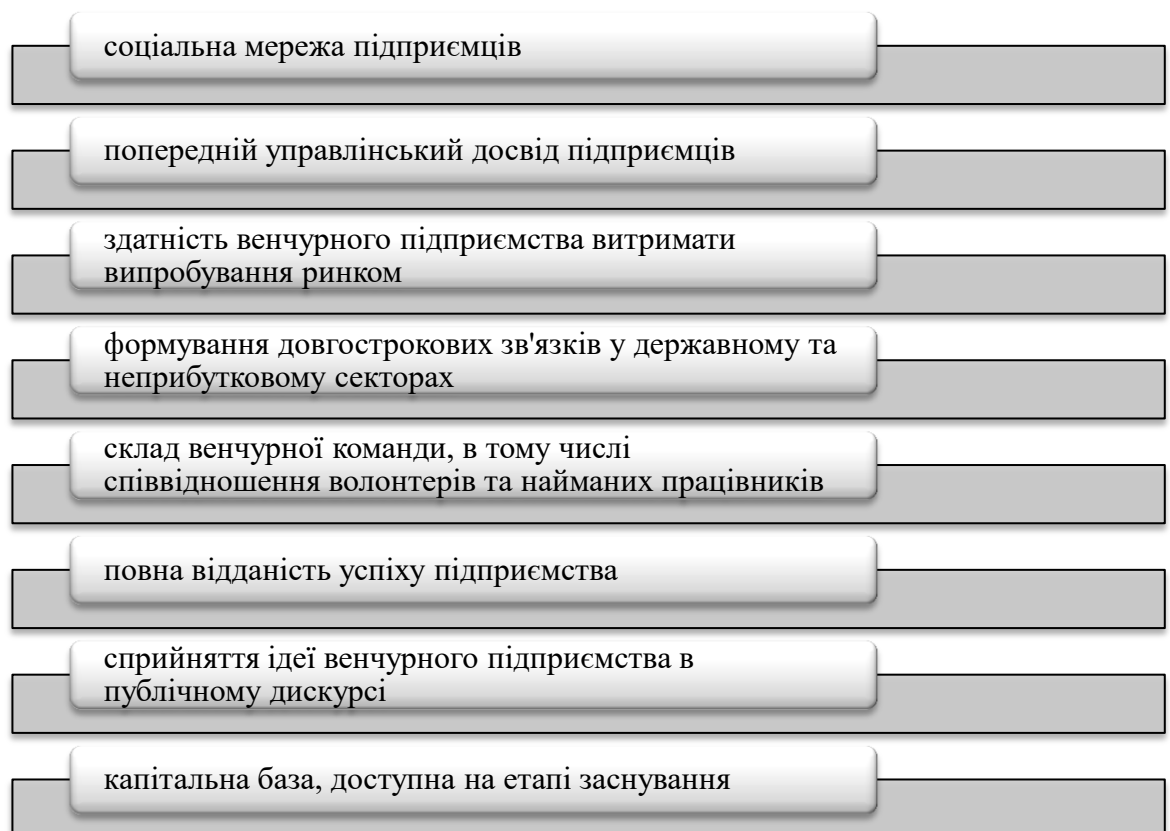 соціальна мережа підприємців
попередній управлінський досвід підприємців
здатність венчурного підприємства витримати
випробування ринком
формування довгострокових зв'язків у державному та
неприбутковому секторах
склад венчурної команди, в тому числі
співвідношення волонтерів та найманих працівників
повна відданість успіху підприємства
сприйняття ідеї венчурного підприємства в
публічному дискурсі
капітальна база, доступна на етапі заснування